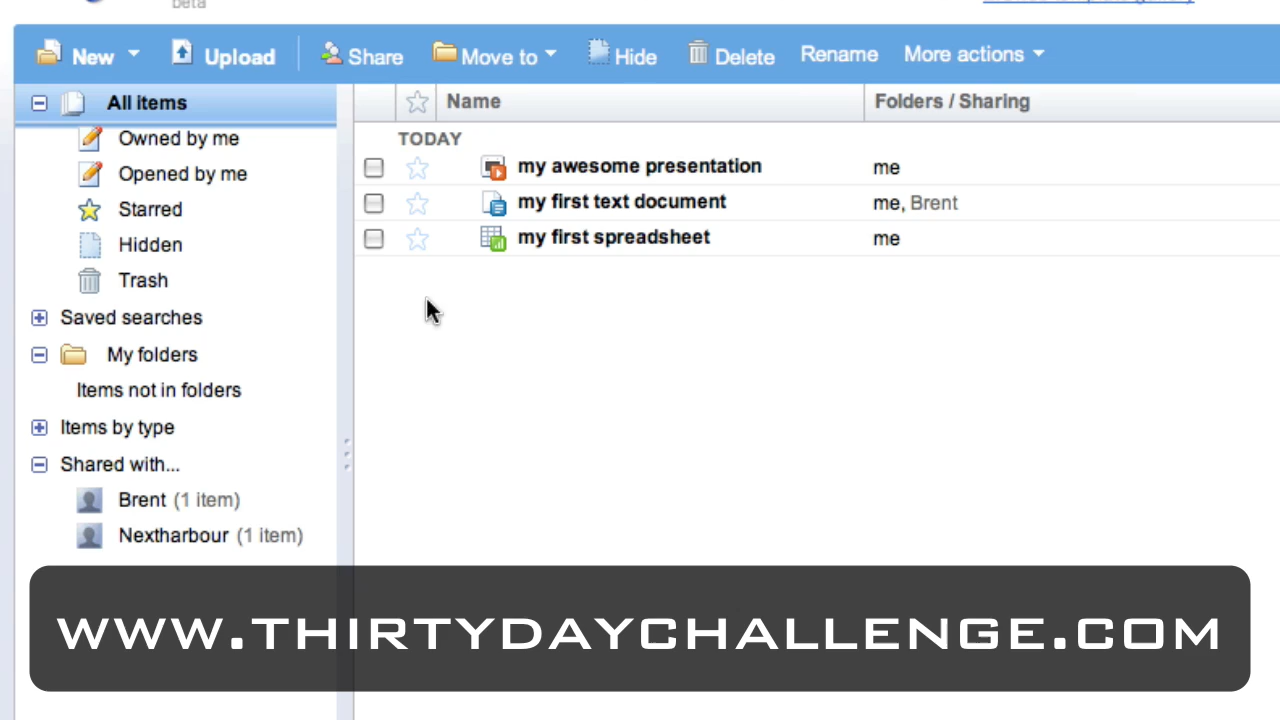 beta
New
Upload
Share
Move to
Hide
Delete
Rename
More actions
All items
Owned by me
Opened by me
Starred
Hidden
Trash
Saved searches
My folders
Items not in folders
Items by type
Shared with...
Brent (1 item)
Nextharbour (1 item)
Name
Folders / Sharing
TODAY
my awesome presentation
me
my first text document
me, Brent
my first spreadsheet
me
WWW.THIRTYDAYCHALLENGE.COM